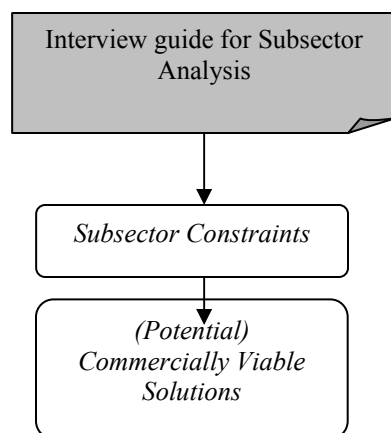 Interview guide for Subsector
Analysis
Subsector Constraints
(Potential)
Commercially Viable
Solutions